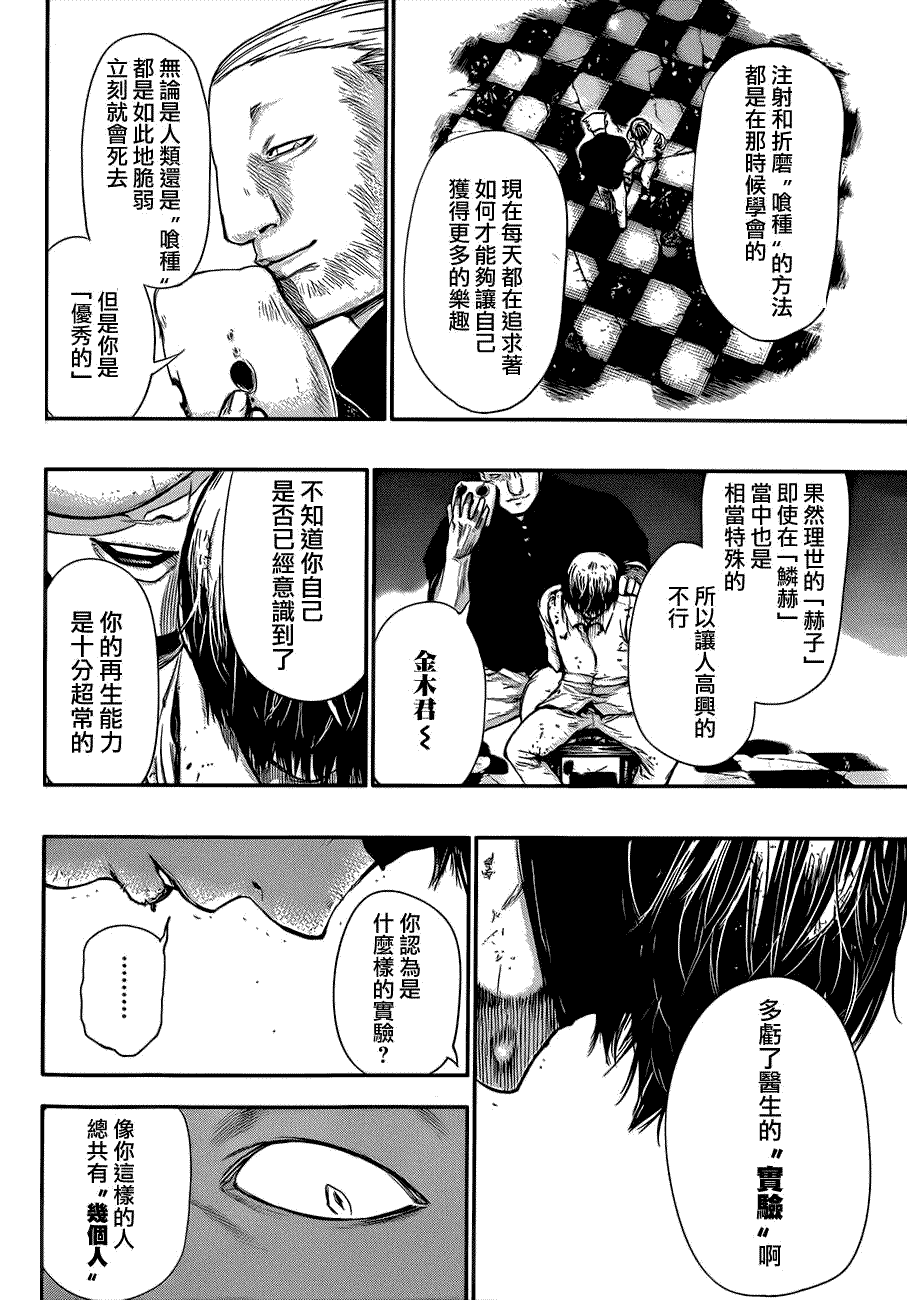 注射和折磨〝喰種〞的方法
都是在那時候學會的
現在每天都在追求著
如何才能夠讓自己
獲得更多的樂趣
無論是人類還是〝喰種〞
都是如此地脆弱
立刻就會死去
但是你是
「優秀的」
果然理世的「赫子」
即使在「鱗赫」
當中也是
相當特殊的
所以讓人高興的
不行
金木君~
不知道你自己
是否已經意識到了
你的再生能力
是十分超常的
多虧了醫生的〝實驗〞啊
你認為是
什麼樣的實驗?
………
像你這樣的人
總共有〝幾個人〞